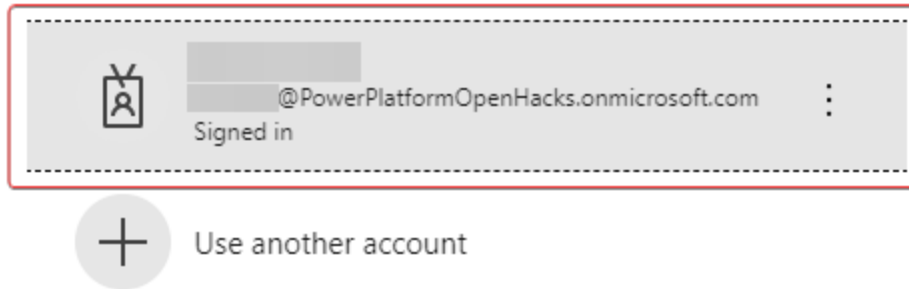 @PowerPlatformOpenHacks.onmicrosoft.com
Signed in
Use another account